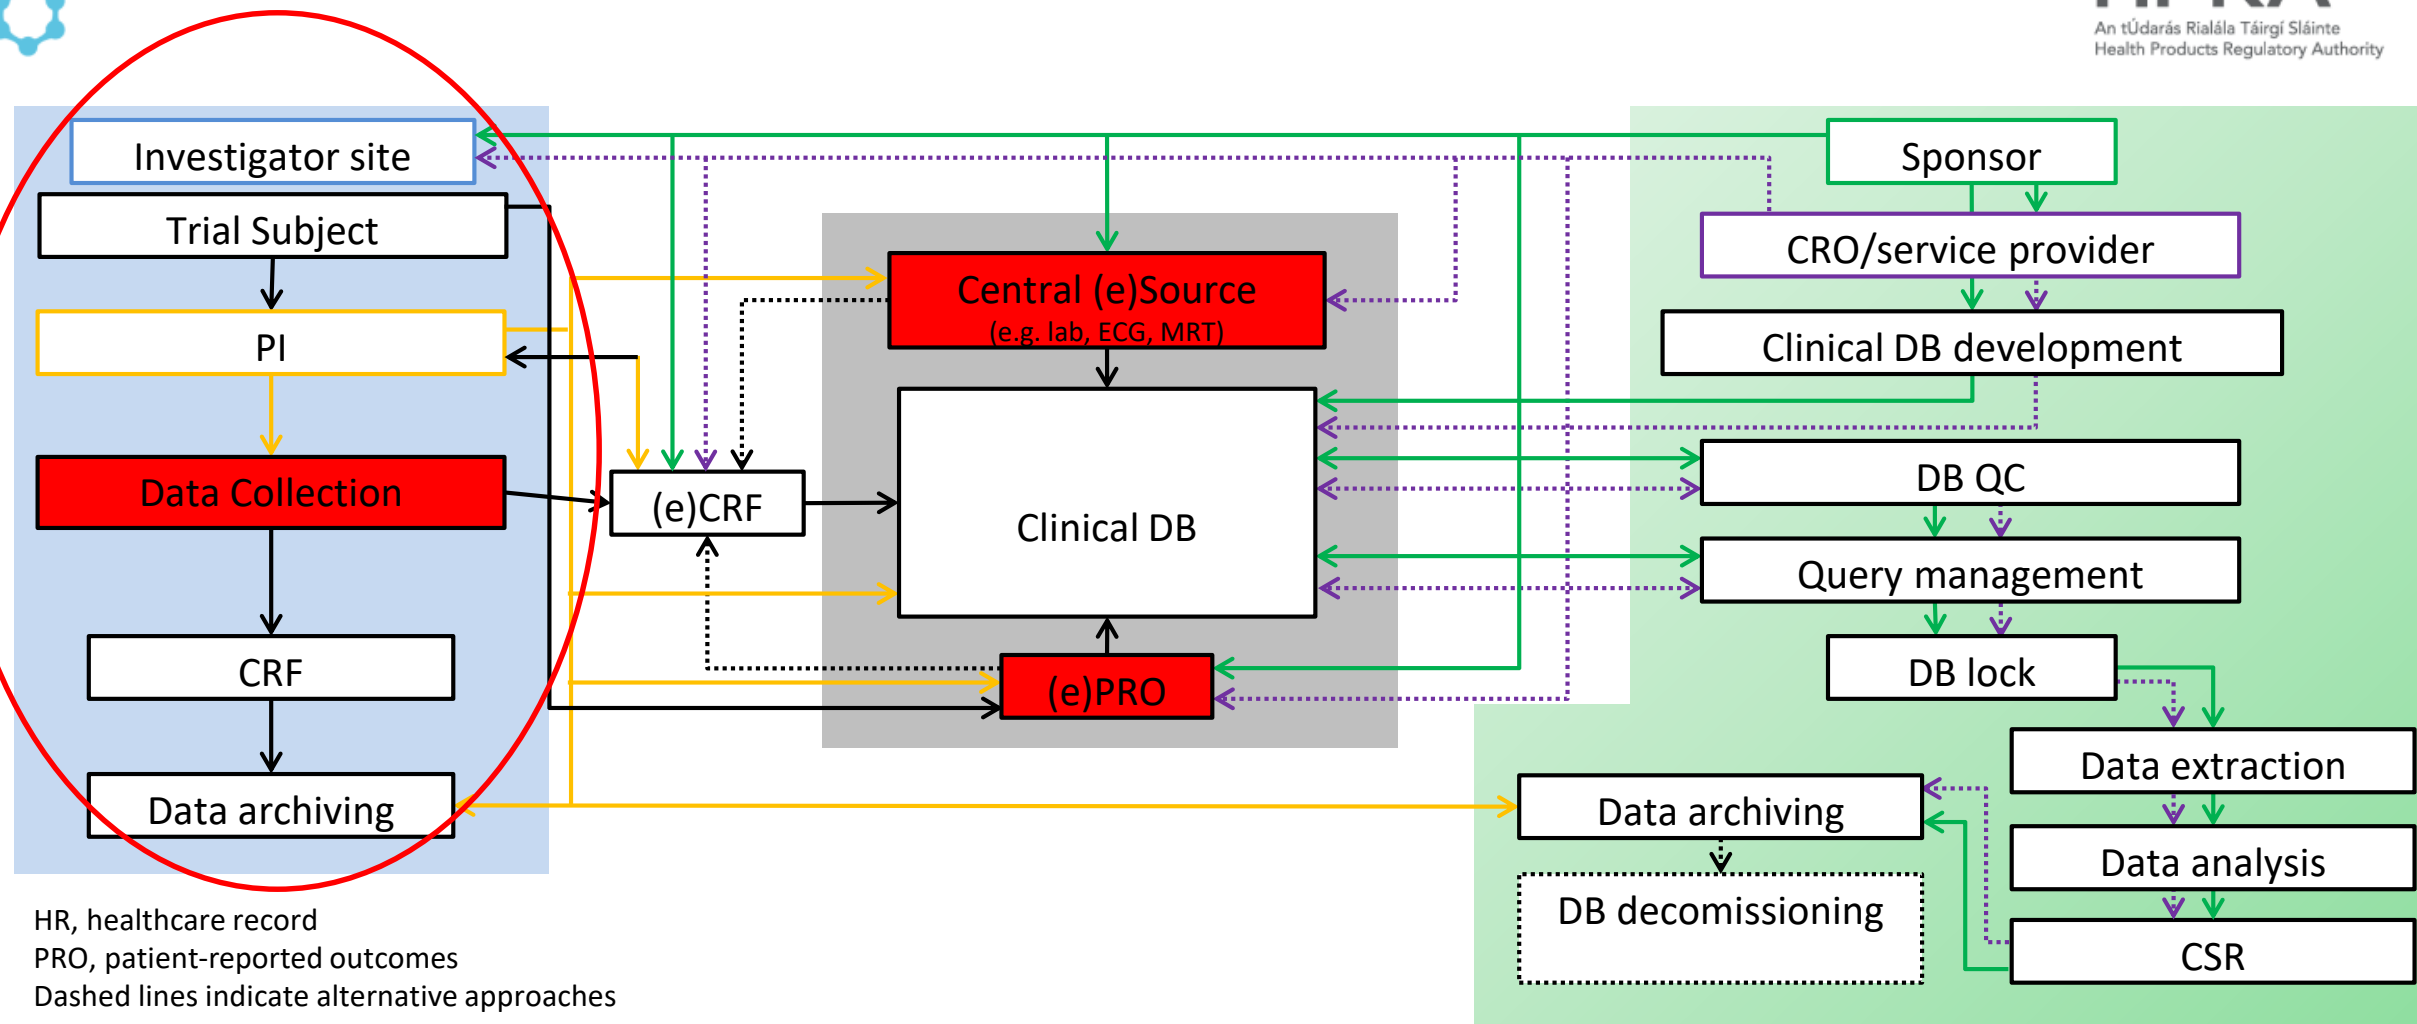 An tÚdarás Rialála Táirgí Sláinte
Health Products Regulatory Authority
Investigator site
Trial Subject
PI
Data Collection
CRF
Data archiving
(e)CRF
Central (e)Source
(e.g. lab, ECG, MRT)
Clinical DB
(e)PRO
Sponsor
CRO/service provider
Clinical DB development
DB QC
Query management
DB lock
Data extraction
Data analysis
CSR
Data archiving
DB decomissioning
HR, healthcare record
PRO, patient-reported outcomes
Dashed lines indicate alternative approaches